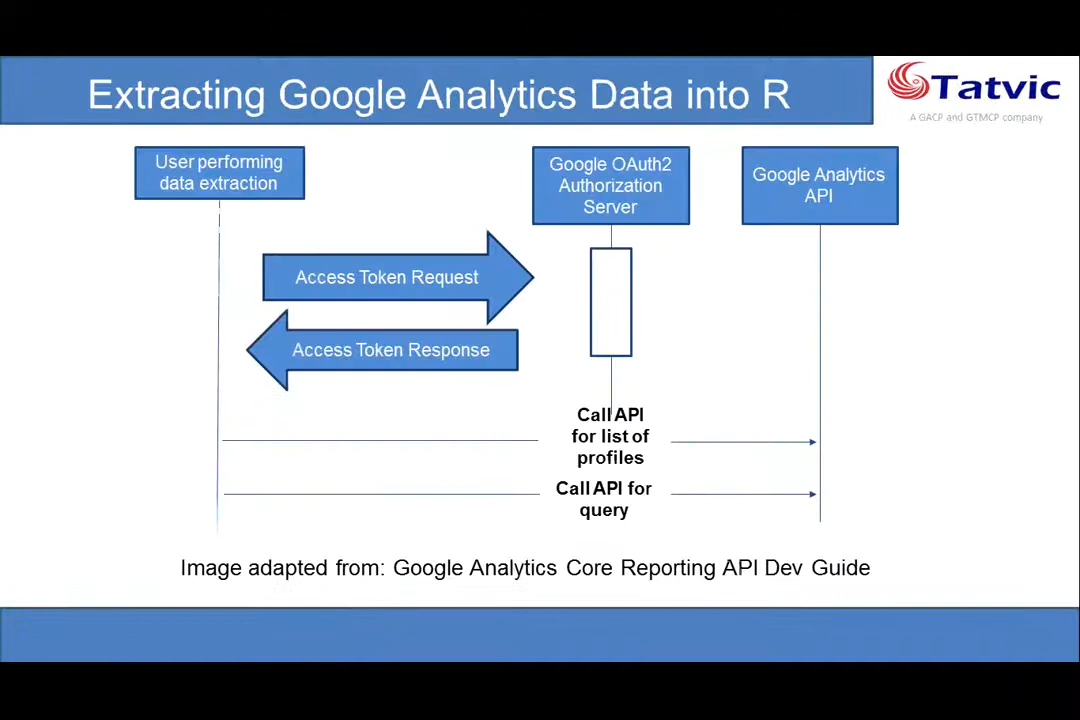 Extracting Google Analytics Data into R
Tatvic
A GACP and GTMCP company
User performing
data extraction
Google OAuth2
Authorization
Server
Google Analytics
API
Access Token Request
Access Token Response
Call API
for list of
profiles
Call API for
query
Image adapted from: Google Analytics Core Reporting API Dev Guide